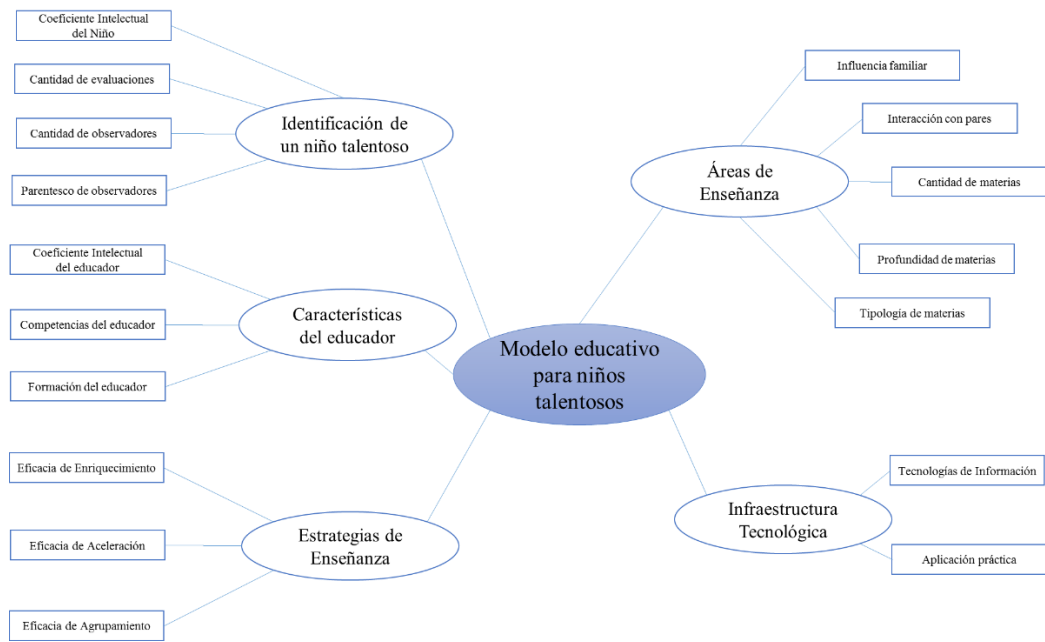 Coeficiente Intelectual
del Niño
Cantidad de evaluaciones
Cantidad de observadores
Parentesco de observadores
Identificación de
un niño talentoso
Coeficiente Intelectual
del educador
Competencias del educador
Formación del educador
Características
del educador
Eficacia de Enriquecimiento
Eficacia de Aceleración
Eficacia de Agrupamiento
Estrategias de
Enseñanza
Modelo educativo
para niños
talentosos
Áreas de
Enseñanza
Influencia familiar
Interacción con pares
Cantidad de materias
Profundidad de materias
Tipología de materias
Infraestructura
Tecnológica
Tecnologías de Información
Aplicación práctica